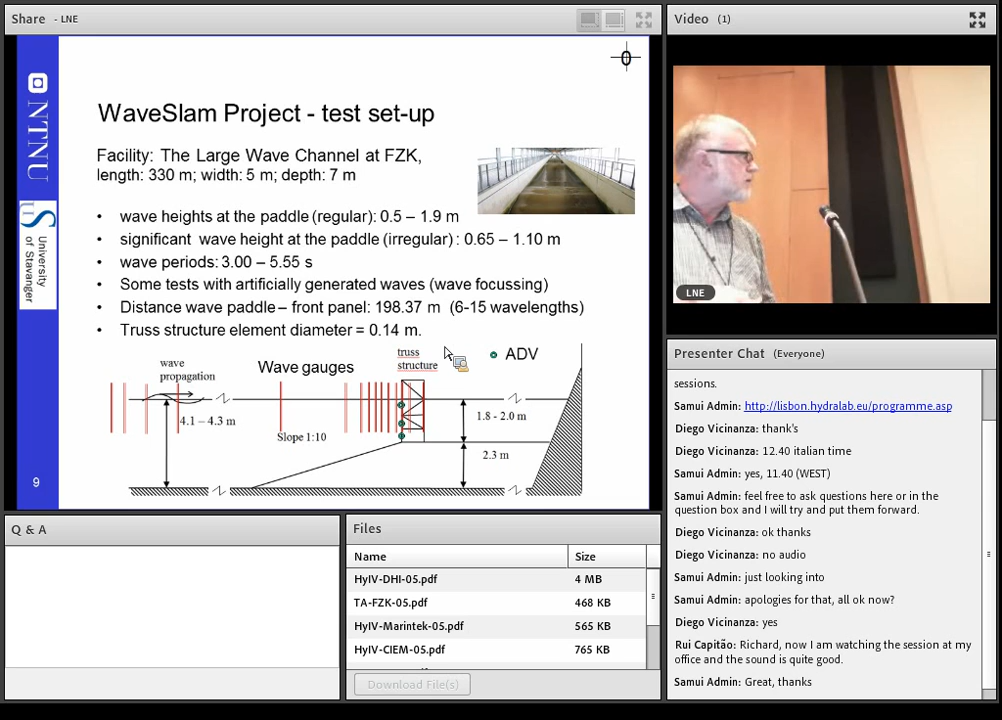 Share - LNE
NTNU
University
of Stavanger
9
WaveSlam Project - test set-up
Facility: The Large Wave Channel at FZK,
length: 330 m; width: 5 m; depth: 7 m
• wave heights at the paddle (regular): 0.5 – 1.9 m
• significant wave height at the paddle (irregular) : 0.65 – 1.10 m
• wave periods: 3.00 – 5.55 s
• Some tests with artificially generated waves (wave focussing)
• Distance wave paddle – front panel: 198.37 m (6-15 wavelengths)
• Truss structure element diameter = 0.14 m.
wave
propagation
Wave gauges
truss
structure
ADV
4.1 – 4.3 m
Slope 1:10
1.8 - 2.0 m
2.3 m
Q & A
Files
Name Size
HyIV-DHI-05.pdf 4 MB
TA-FZK-05.pdf 468 KB
HyIV-Marintek-05.pdf 565 KB
HyIV-CIEM-05.pdf 765 KB
Download File(s)
Video (1)
LNE
Presenter Chat (Everyone)
sessions.
Samui Admin: http://lisbon.hydralab.eu/programme.asp
Diego Vicinanza: thank's
Diego Vicinanza: 12.40 italian time
Samui Admin: yes, 11.40 (WEST)
Samui Admin: feel free to ask questions here or in the
question box and I will try and put them forward.
Diego Vicinanza: ok thanks
Diego Vicinanza: no audio
Samui Admin: just looking into
Samui Admin: apologies for that, all ok now?
Diego Vicinanza: yes
Rui Capitão: Richard, now I am watching the session at my
office and the sound is quite good.
Samui Admin: Great, thanks